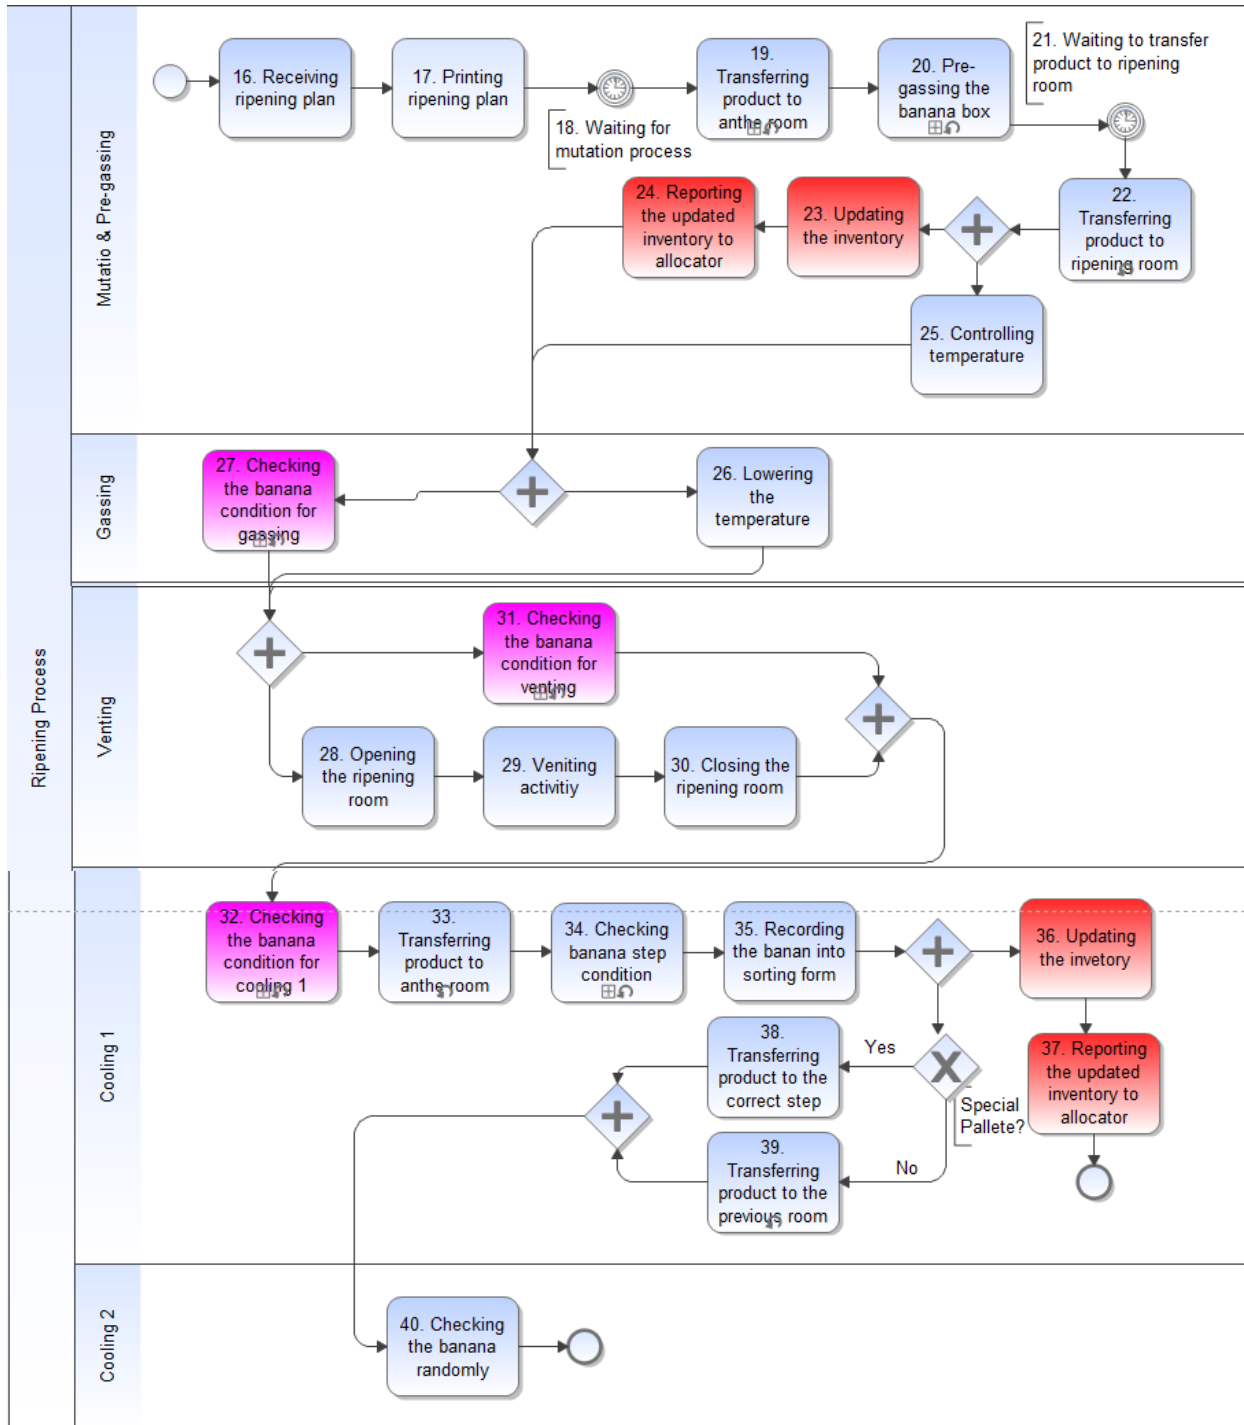 Ripening Process
Mutatio & Pre-gassing
16. Receiving
ripening plan
17. Printing
ripening plan
18. Waiting for
mutation process
19.
Transferring
product to
anthe room
20. Pre-
gassing the
banana box
21. Waiting to transfer
product to ripening
room
22.
Transferring
product to
ripening room
23. Updating
the inventory
24. Reporting
the updated
inventory to
allocator
25. Controlling
temperature
Gassing
27. Checking
the banana
condition for
gassing
26. Lowering
the
temperature
Venting
31. Checking
the banana
condition for
venting
28. Opening
the ripening
room
29. Veniting
activitiy
30. Closing the
ripening room
Cooling 1
32. Checking
the banana
condition for
cooling 1
33.
Transferring
product to
anthe room
34. Checking
banana step
condition
35. Recording
the banan into
sorting form
36. Updating
the invetory
37. Reporting
the updated
inventory to
allocator
Special
Pallete?
Yes
38.
Transferring
product to the
correct step
No
39.
Transferring
product to the
previous room
Cooling 2
40. Checking
the banana
randomly